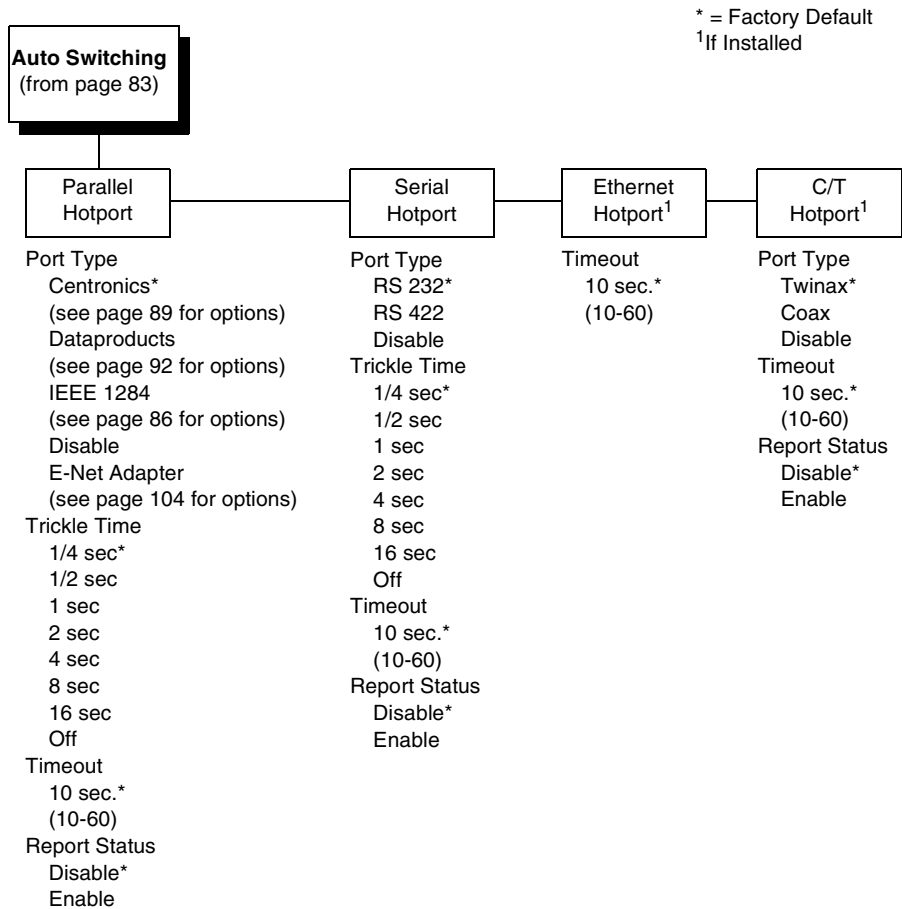 * = Factory Default
1If Installed
Auto Switching
(from page 83)
Parallel
Hotport
Serial
Hotport
Ethernet
Hotport1
C/T
Hotport1
Port Type
Centronics*
(see page 89 for options)
Dataproducts
(see page 92 for options)
IEEE 1284
(see page 86 for options)
Disable
E-Net Adapter
(see page 104 for options)
Trickle Time
1/4 sec*
1/2 sec
1 sec
2 sec
4 sec
8 sec
16 sec
Off
Timeout
10 sec.*
(10-60)
Report Status
Disable*
Enable
Port Type
RS 232*
RS 422
Disable
Trickle Time
1/4 sec*
1/2 sec
1 sec
2 sec
4 sec
8 sec
16 sec
Off
Timeout
10 sec.*
(10-60)
Report Status
Disable*
Enable
Timeout
10 sec.*
(10-60)
Port Type
Twinax*
Coax
Disable
Timeout
10 sec.*
(10-60)
Report Status
Disable*
Enable